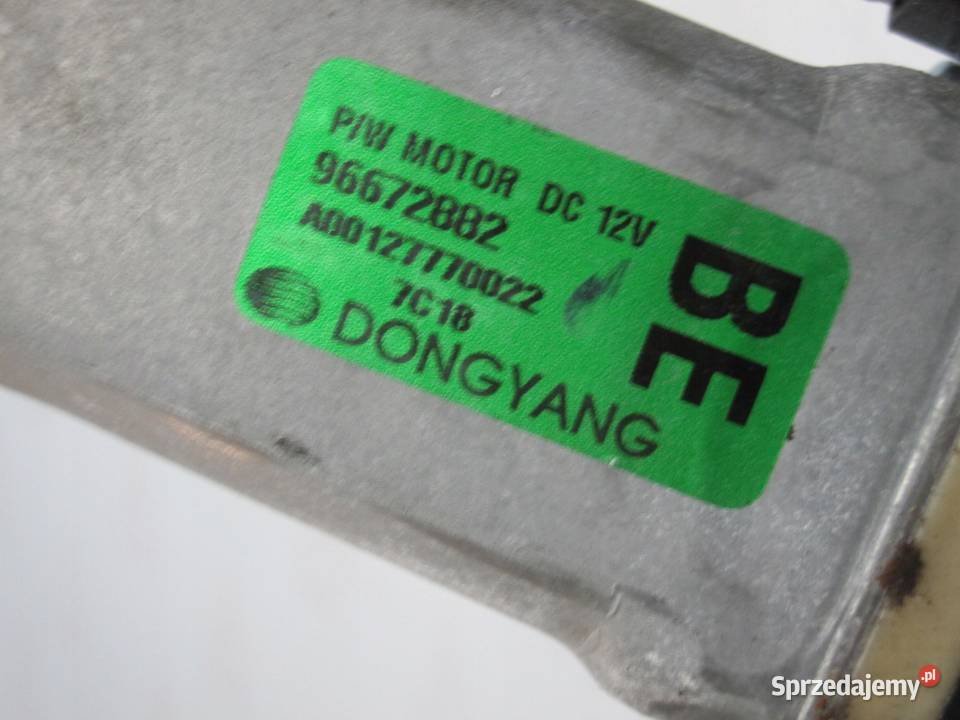 P/W MOTOR DC 12V
96672882
A00127770022
7C18
DONGYANG
BE
Sprzedajemy.pl